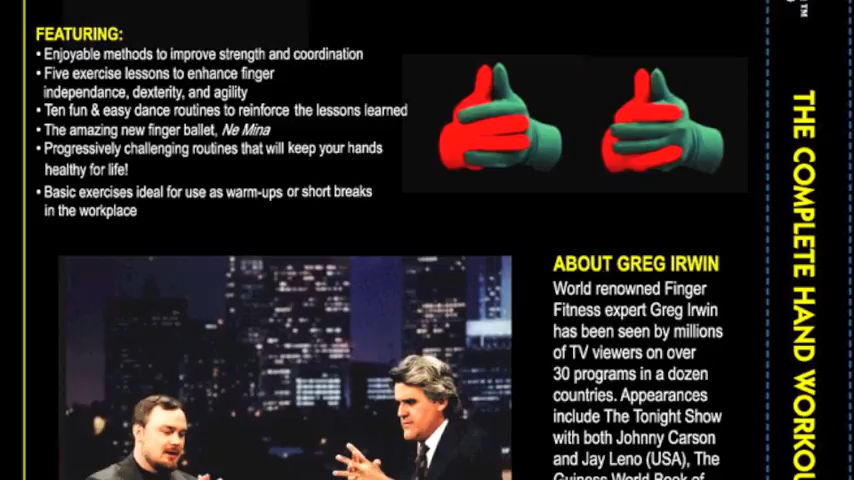 FEATURING:
• Enjoyable methods to improve strength and coordination
• Five exercise lessons to enhance finger
independance, dexterity, and agility
• Ten fun & easy dance routines to reinforce the lessons learned
• The amazing new finger ballet, Ne Mina
• Progressively challenging routines that will keep your hands
healthy for life!
• Basic exercises ideal for use as warm-ups or short breaks
in the workplace
ABOUT GREG IRWIN
World renowned Finger
Fitness expert Greg Irwin
has been seen by millions
of TV viewers on over
30 programs in a dozen
countries. Appearances
include The Tonight Show
with both Johnny Carson
and Jay Leno (USA), The
Guiness World Book of
THE COMPLETE HAND WORKOU
™